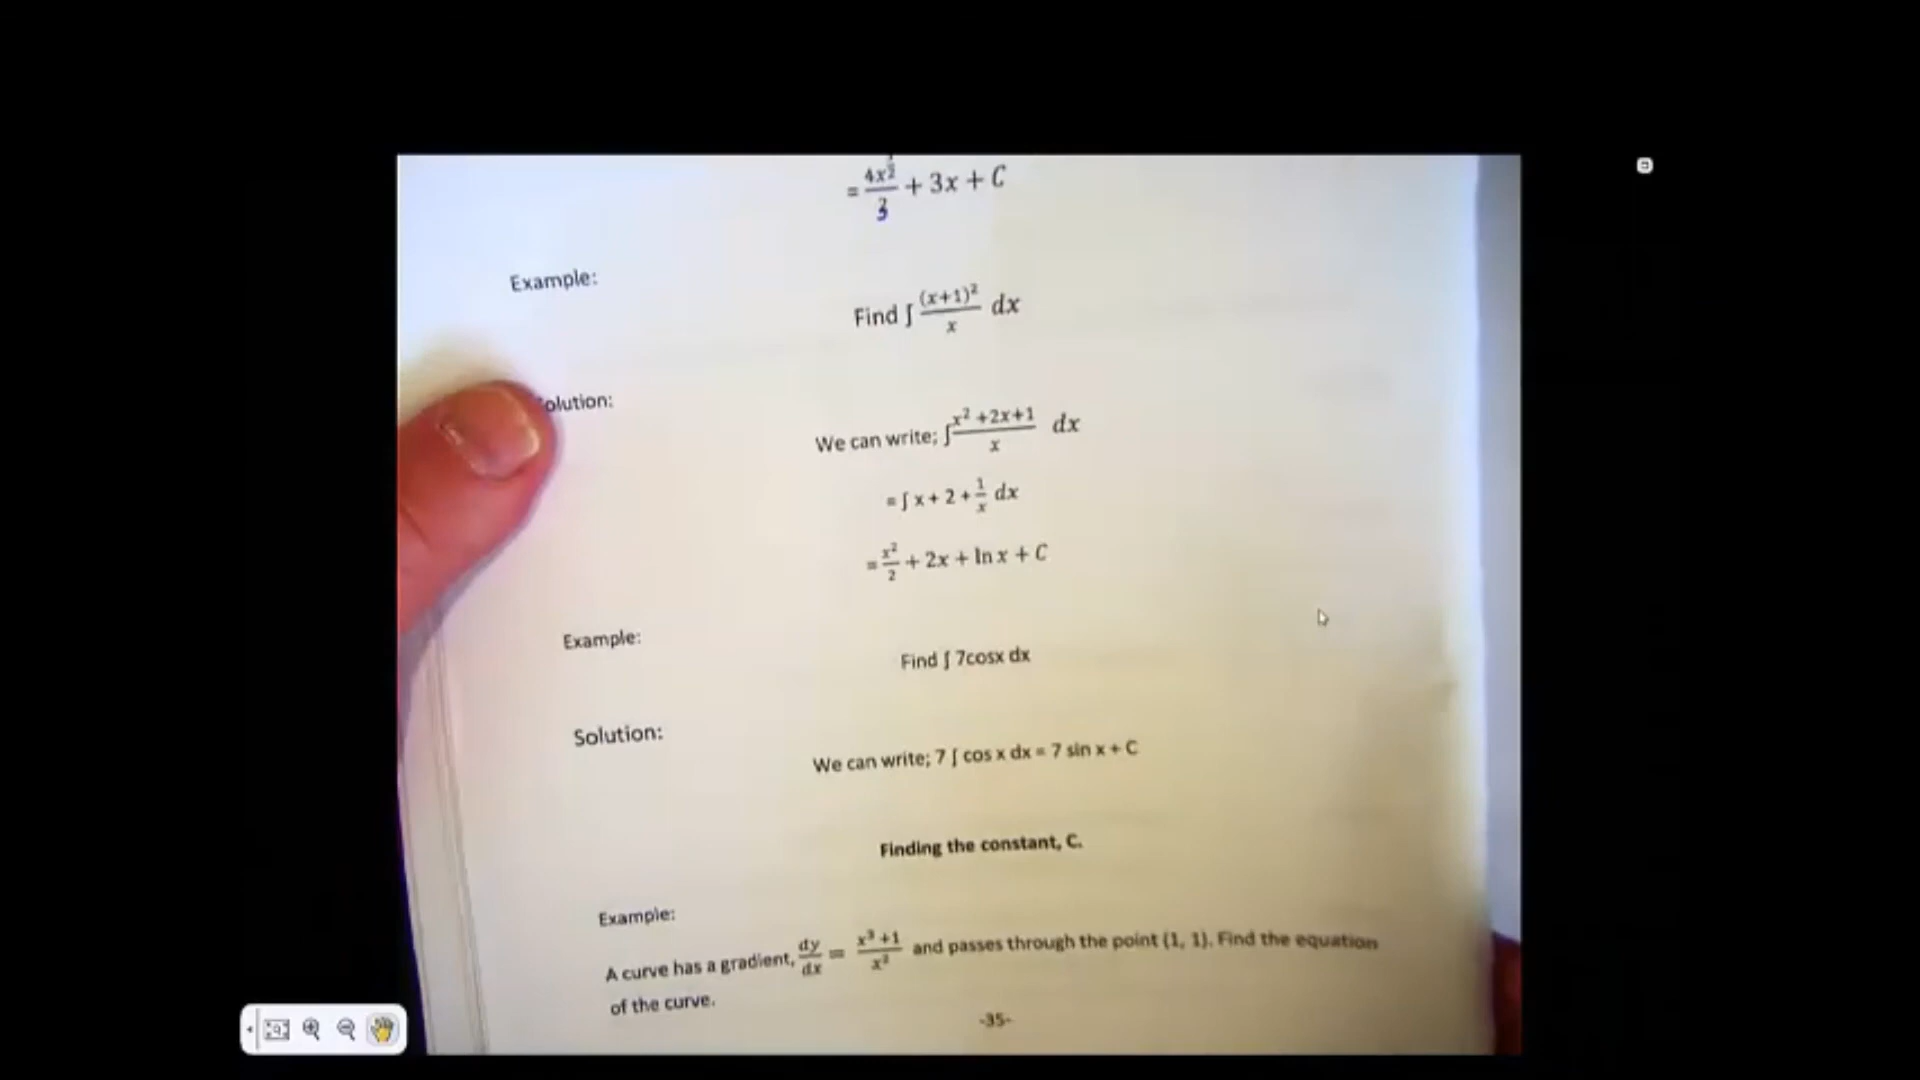 = 4x^{3/2}/3 + 3x + C
Example:
Find ∫ (x+1)²/x dx
olution:
We can write; ∫ x² +2x+1/x dx
= ∫ x + 2 + 1/x dx
= x²/2 + 2x + ln x + C
Example:
Find ∫ 7cosx dx
Solution:
We can write; 7 ∫ cos x dx = 7 sin x + C
Finding the constant, C.
Example:
A curve has a gradient, dy/dx = x³ +1/x² and passes through the point (1, 1). Find the equation
of the curve.
-35-